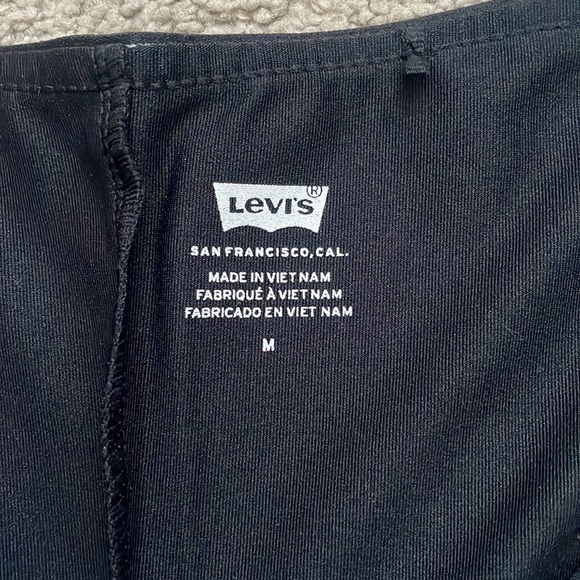 LEVI'S ®
SAN FRANCISCO, CAL.
MADE IN VIET NAM
FABRIQUÉ À VIET NAM
FABRICADO EN VIET NAM
M